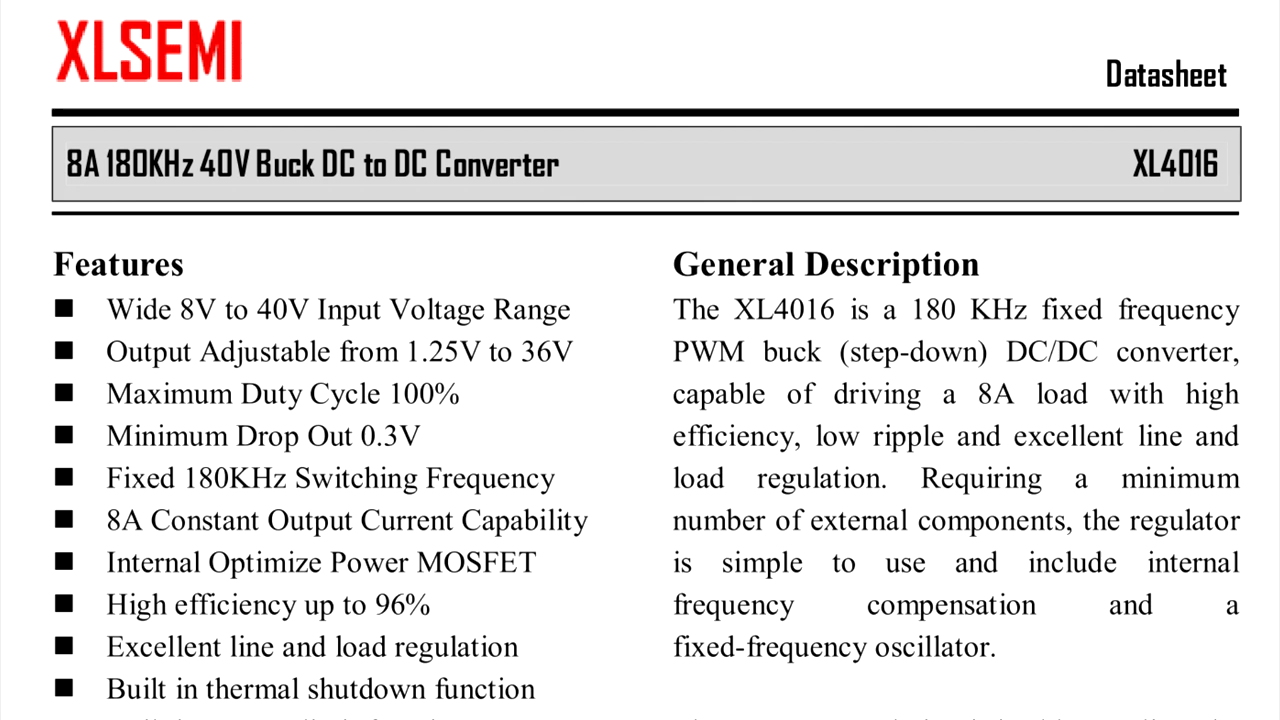 XLSEMI
Datasheet
8A 180KHz 40V Buck DC to DC Converter
XL4016
Features
■ Wide 8V to 40V Input Voltage Range
■ Output Adjustable from 1.25V to 36V
■ Maximum Duty Cycle 100%
■ Minimum Drop Out 0.3V
■ Fixed 180KHz Switching Frequency
■ 8A Constant Output Current Capability
■ Internal Optimize Power MOSFET
■ High efficiency up to 96%
■ Excellent line and load regulation
■ Built in thermal shutdown function
General Description
The XL4016 is a 180 KHz fixed frequency
PWM buck (step-down) DC/DC converter,
capable of driving a 8A load with high
efficiency, low ripple and excellent line and
load regulation. Requiring a minimum
number of external components, the regulator
is simple to use and include internal
frequency compensation and a
fixed-frequency oscillator.